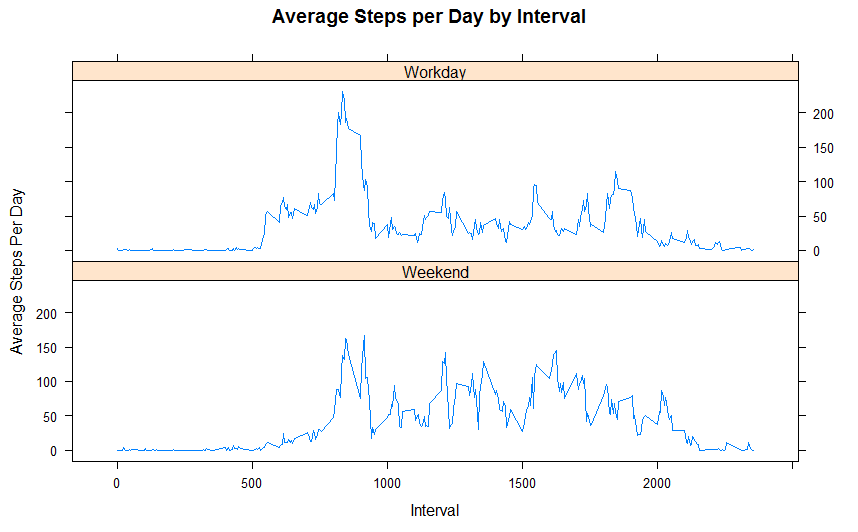 Average Steps per Day by Interval
Workday
200
150
100
50
0
Weekend
200
150
100
50
0
Average Steps Per Day
0 500 1000 1500 2000
Interval